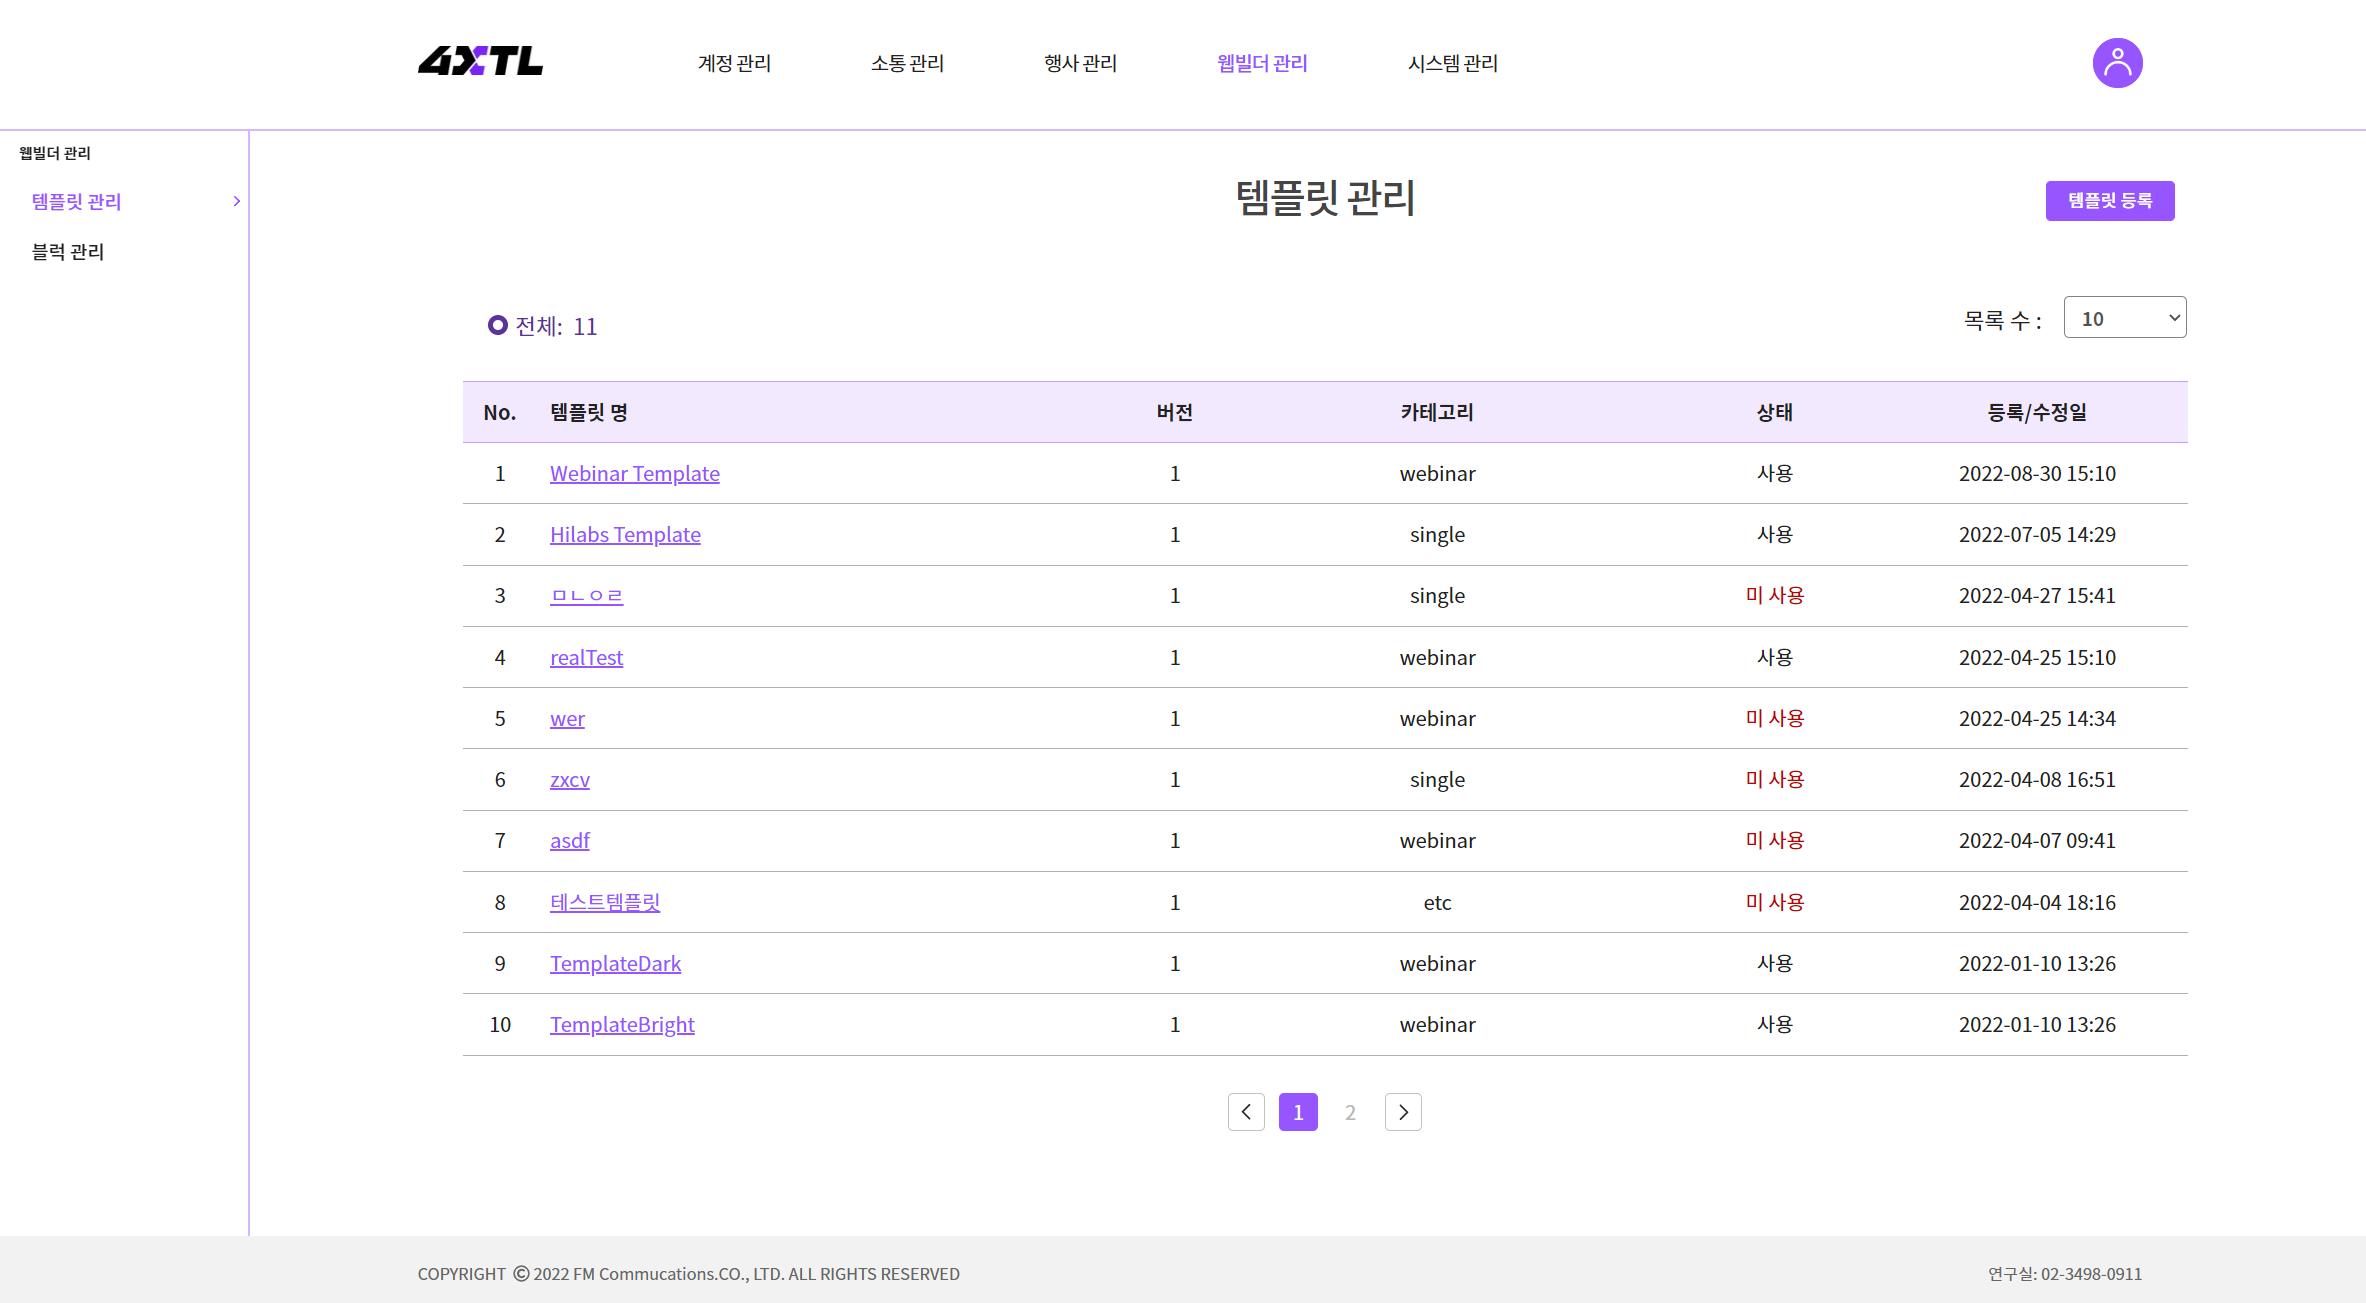 4XTL
계정 관리 소통 관리 행사 관리 웹빌더 관리 시스템 관리
웹빌더 관리
템플릿 관리
블럭 관리
템플릿 관리
템플릿 등록
전체: 11
목록 수 : 10
No. 템플릿 명 버전 카테고리 상태 등록/수정일
1 Webinar Template 1 webinar 사용 2022-08-30 15:10
2 Hilabs Template 1 single 사용 2022-07-05 14:29
3 ㅁㄴㅇㄹ 1 single 미 사용 2022-04-27 15:41
4 realTest 1 webinar 사용 2022-04-25 15:10
5 wer 1 webinar 미 사용 2022-04-25 14:34
6 zxcv 1 single 미 사용 2022-04-08 16:51
7 asdf 1 webinar 미 사용 2022-04-07 09:41
8 테스트템플릿 1 etc 미 사용 2022-04-04 18:16
9 TemplateDark 1 webinar 사용 2022-01-10 13:26
10 TemplateBright 1 webinar 사용 2022-01-10 13:26
1 2
COPYRIGHT © 2022 FM Commucations.CO., LTD. ALL RIGHTS RESERVED
연구실: 02-3498-0911